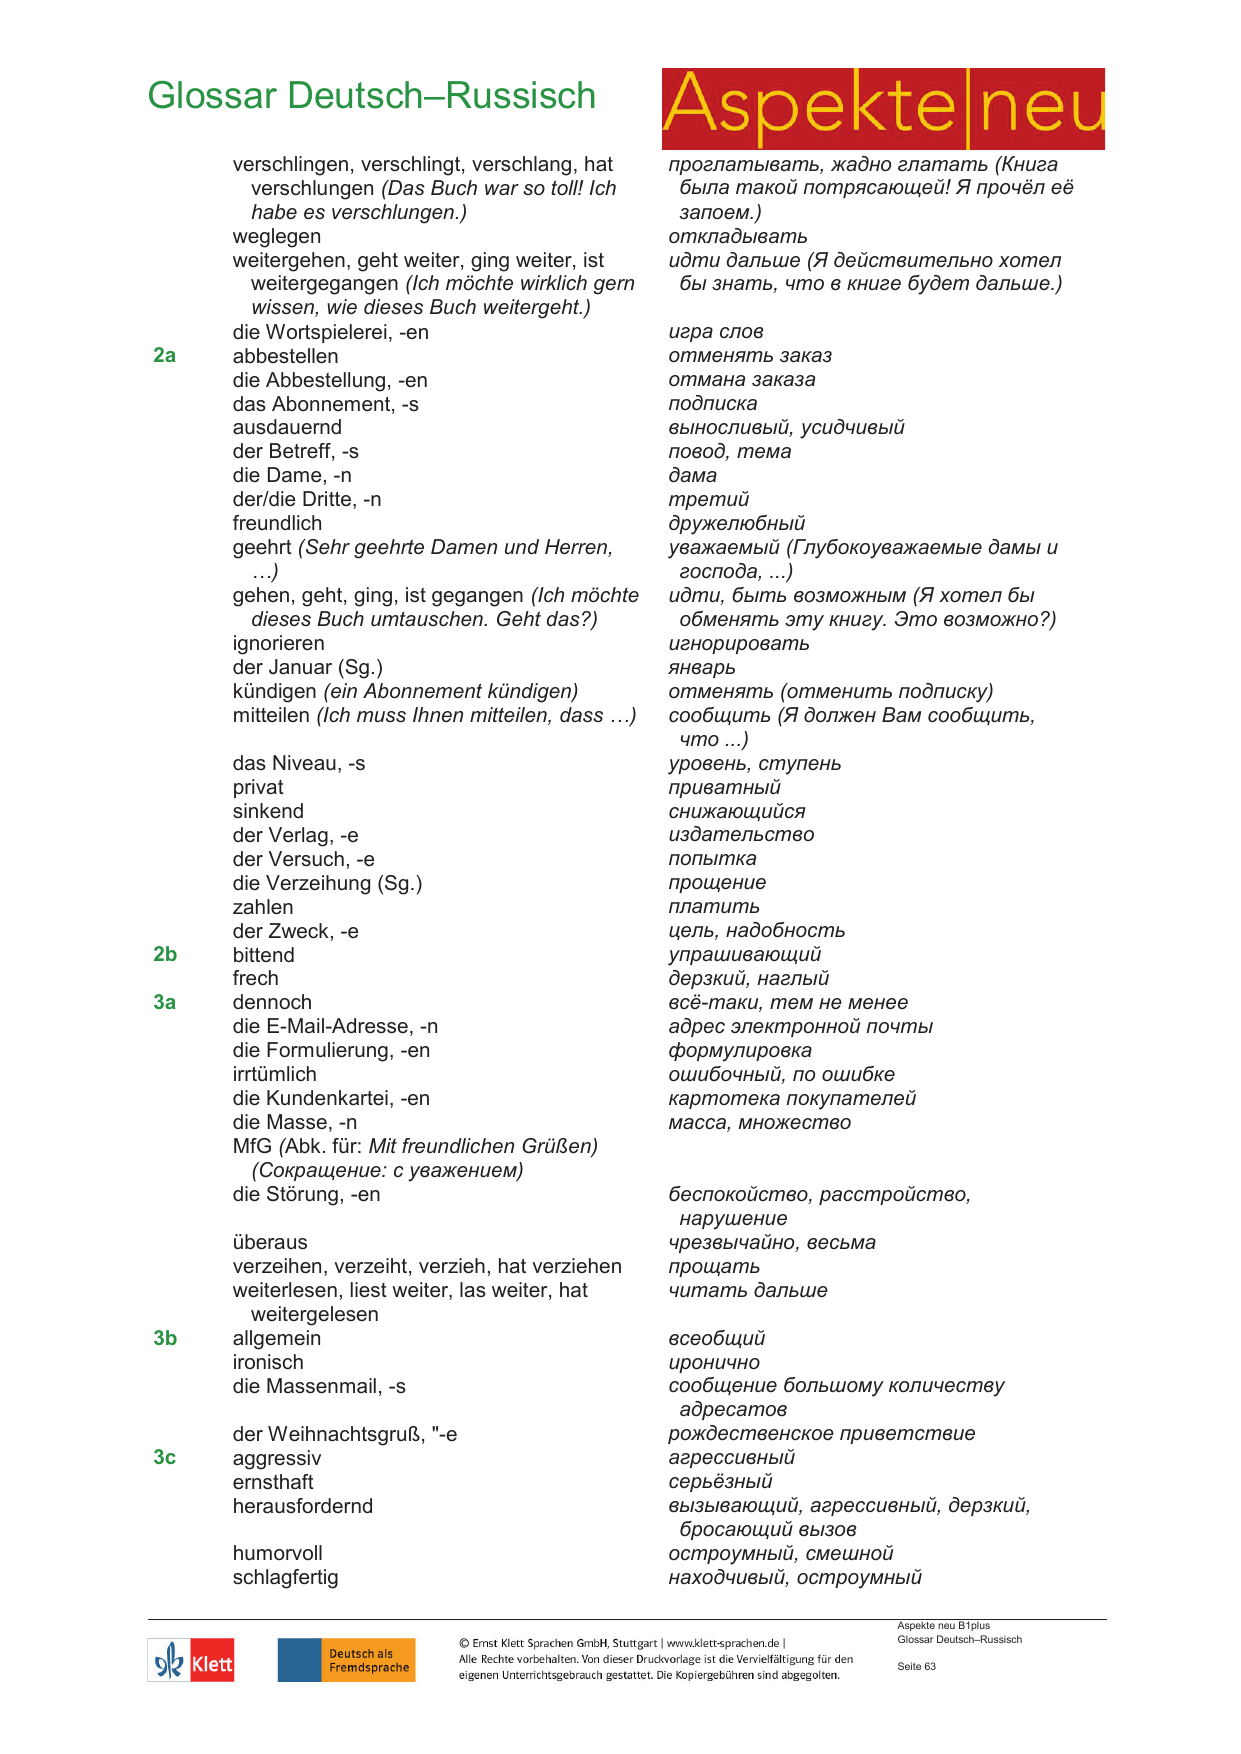 Glossar Deutsch–Russisch
Aspekte|neu
verschlingen, verschlingt, verschlang, hat проглатывать, жадно глатать (Книга
verschlungen (Das Buch war so toll! Ich была такой потрясающей! Я прочёл её
habe es verschlungen.) запоем.)
weglegen откладывать
weitergehen, geht weiter, ging weiter, ist идти дальше (Я действительно хотел
weitergegangen (Ich möchte wirklich gern бы знать, что в книге будет дальше.)
wissen, wie dieses Buch weitergeht.)
die Wortspielerei, -en игра слов
2a abbestellen отменять заказ
die Abbestellung, -en отмана заказа
das Abonnement, -s подписка
ausdauernd выносливый, усидчивый
der Betreff, -s повод, тема
die Dame, -n дама
der/die Dritte, -n третий
freundlich дружелюбный
geehrt (Sehr geehrte Damen und Herren, уважаемый (Глубокоуважаемые дамы и
…) господа, ...)
gehen, geht, ging, ist gegangen (Ich möchte идти, быть возможным (Я хотел бы
dieses Buch umtauschen. Geht das?) обменять эту книгу. Это возможно?)
ignorieren игнорировать
der Januar (Sg.) январь
kündigen (ein Abonnement kündigen) отменять (отменить подписку)
mitteilen (Ich muss Ihnen mitteilen, dass …) сообщить (Я должен Вам сообщить,
что ...)
das Niveau, -s уровень, ступень
privat приватный
sinkend снижающийся
der Verlag, -e издательство
der Versuch, -e попытка
die Verzeihung (Sg.) прощение
zahlen платить
der Zweck, -e цель, надобность
2b bittend упрашивающий
frech дерзкий, наглый
3a dennoch всё-таки, тем не менее
die E-Mail-Adresse, -n адрес электронной почты
die Formulierung, -en формулировка
irrtümlich ошибочный, по ошибке
die Kundenkartei, -en картотека покупателей
die Masse, -n масса, множество
MfG (Abk. für: Mit freundlichen Grüßen)
(Сокращение: с уважением)
die Störung, -en беспокойство, расстройство,
нарушение
überaus чрезвычайно, весьма
verzeihen, verzeiht, verzieh, hat verziehen прощать
weiterlesen, liest weiter, las weiter, hat читать дальше
weitergelesen
3b allgemein всеобщий
ironisch иронично
die Massenmail, -s сообщение большому количеству
адресатов
der Weihnachtsgruß, "-e рождественское приветствие
3c aggressiv агрессивный
ernsthaft серьёзный
herausfordernd вызывающий, агрессивный, дерзкий,
бросающий вызов
humorvoll остроумный, смешной
schlagfertig находчивый, остроумный
Klett
Deutsch als
Fremdsprache
© Ernst Klett Sprachen GmbH, Stuttgart | www.klett-sprachen.de |
Alle Rechte vorbehalten. Von dieser Druckvorlage ist die Vervielfältigung für den
eigenen Unterrichtsgebrauch gestattet. Die Kopiergebühren sind abgegolten.
Aspekte neu B1plus
Glossar Deutsch–Russisch
Seite 63